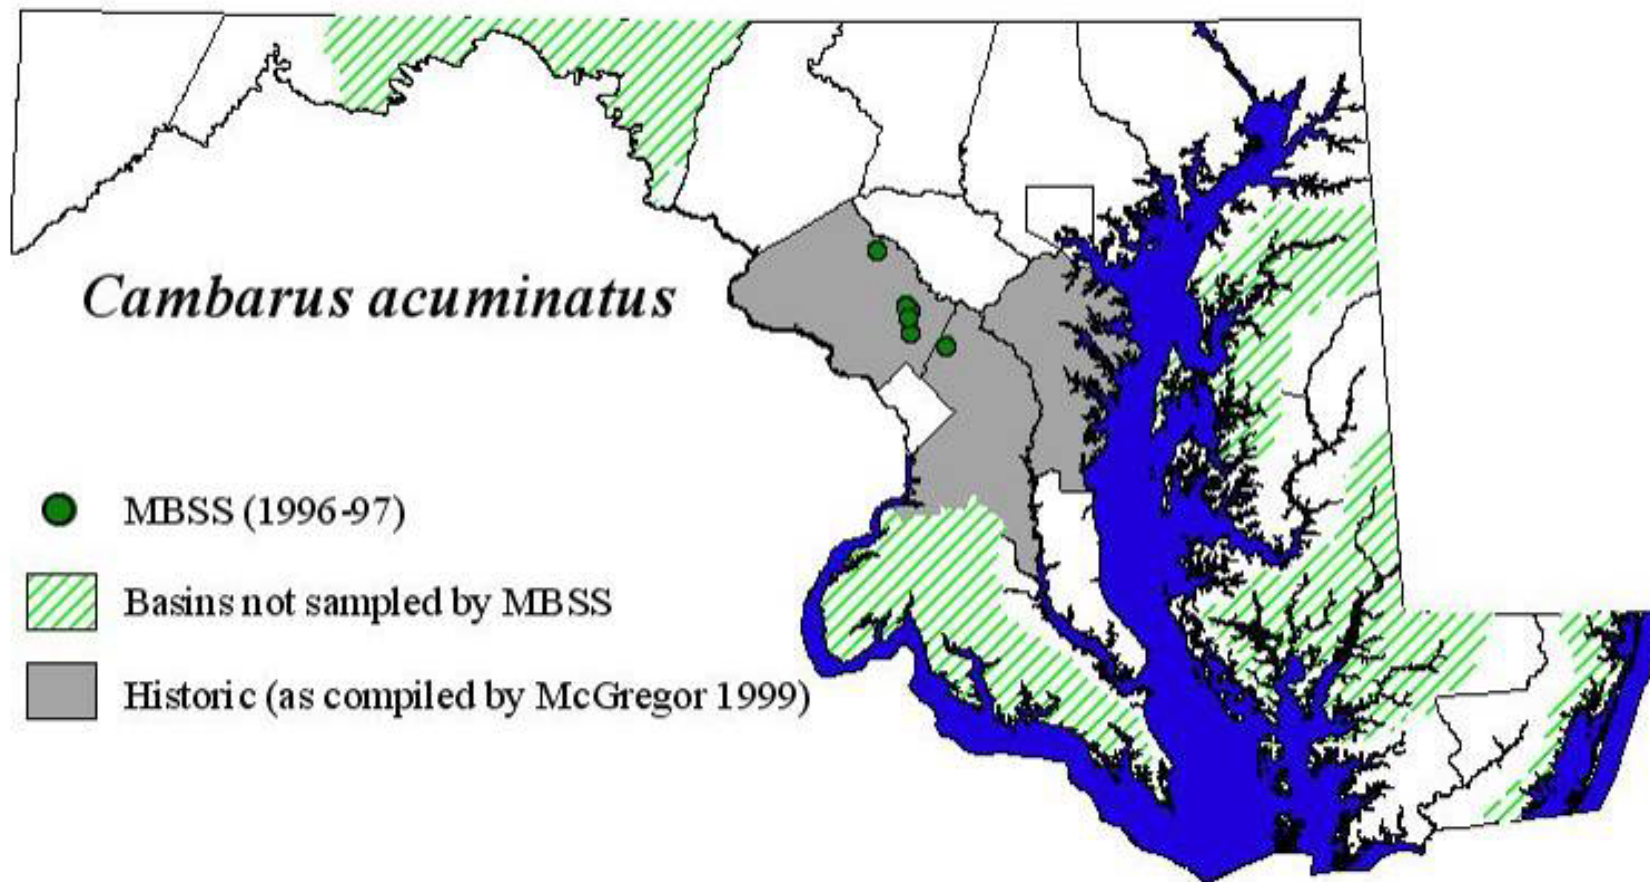 Cambarus acuminatus
MBSS (1996-97)
Basins not sampled by MBSS
Historic (as compiled by McGregor 1999)